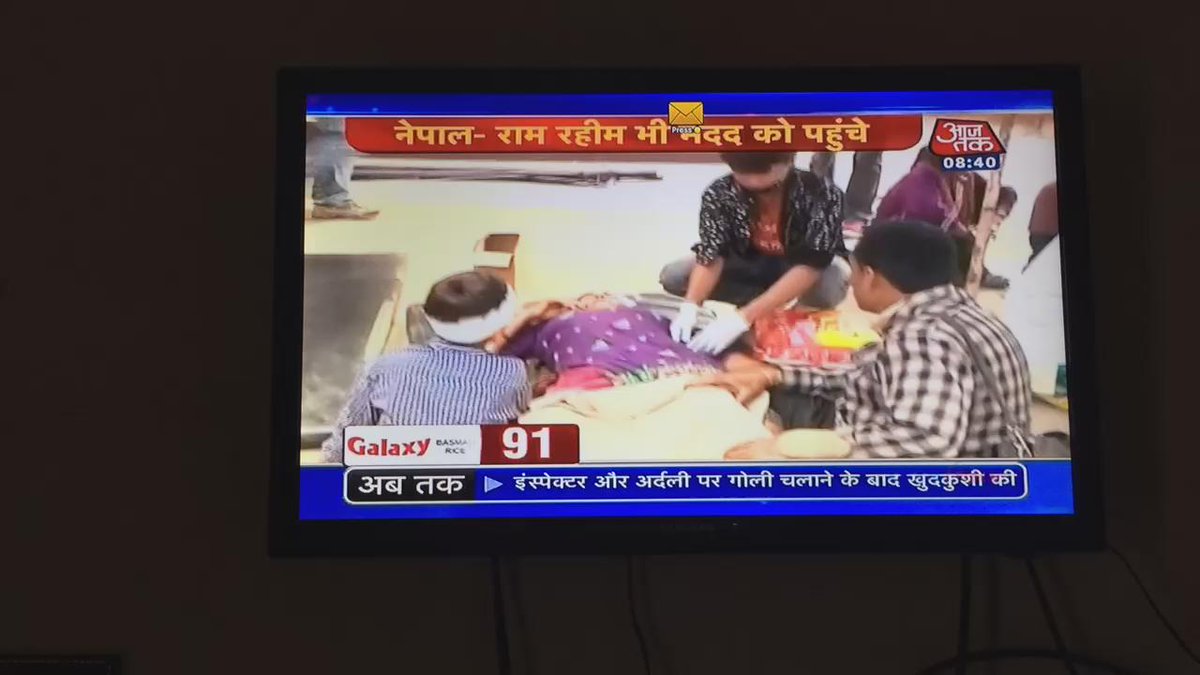 Press
नेपाल- राम रहीम भी मदद को पहुंचे
आज
तक
08:40
Galaxy BASMA RICE 91
अब तक ▶ इंस्पेक्टर और अर्दली पर गोली चलाने के बाद खुदकुशी की